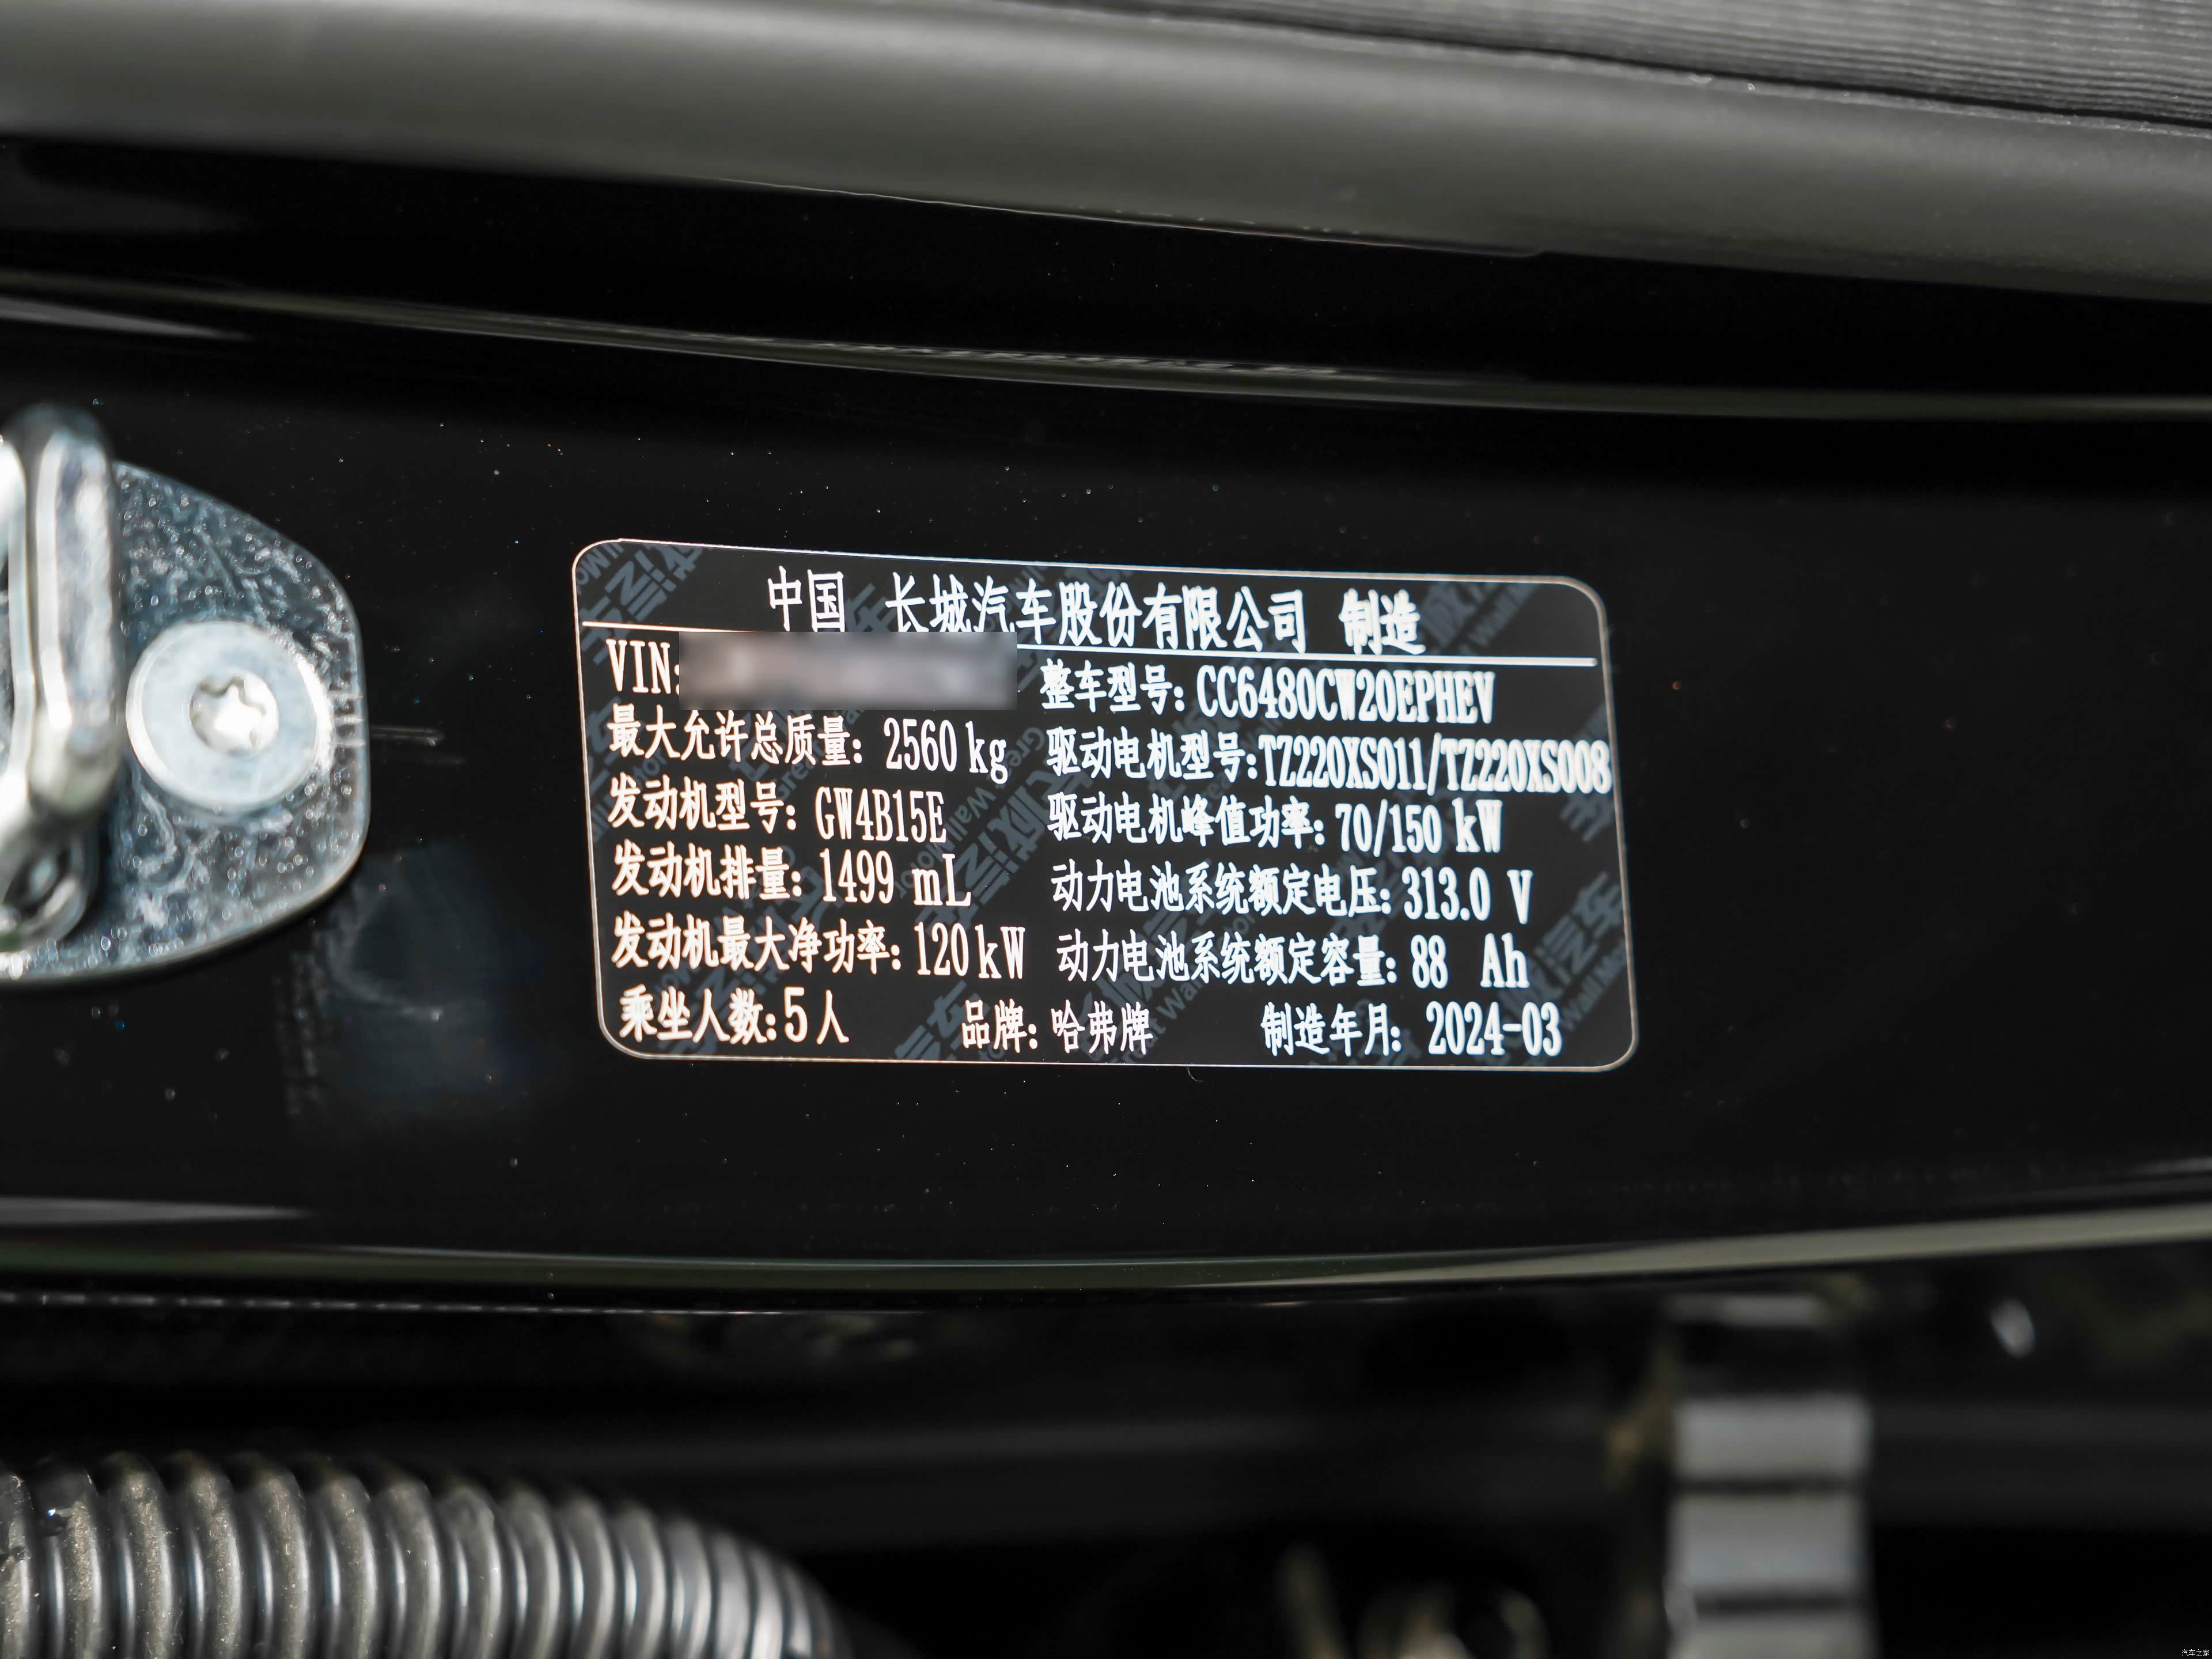 中国 长城汽车股份有限公司 制造
VIN: 整车型号: CC6480CW20EPHEV
最大允许总质量: 2560 kg 驱动电机型号: TZ220XS011/TZ220XS008
发动机型号: GW4B15E 驱动电机峰值功率: 70/150 kW
发动机排量: 1499 mL 动力电池系统额定电压: 313.0 V
发动机最大净功率: 120 kW 动力电池系统额定容量: 88 Ah
乘坐人数: 5 人 品牌: 哈弗牌 制造年月: 2024-03
汽车之家